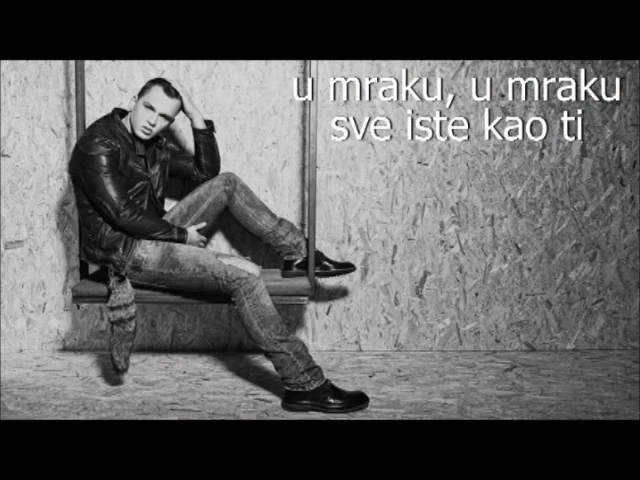 u mraku, u mraku
sve iste kao ti